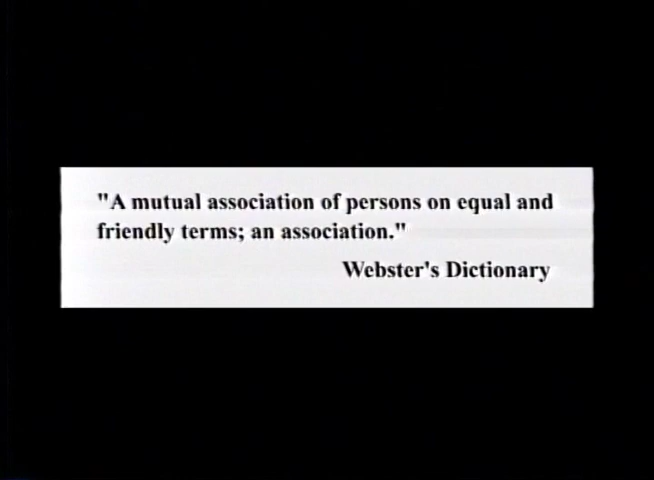 "A mutual association of persons on equal and
friendly terms; an association."
Webster's Dictionary